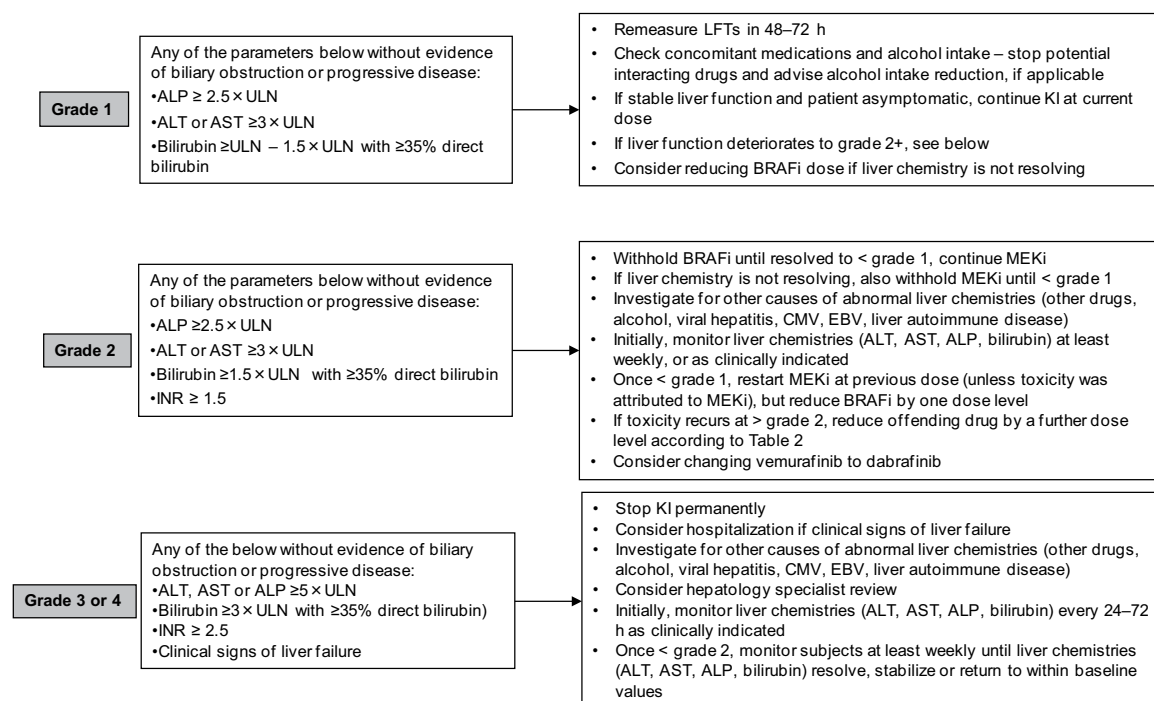 Grade 1
Any of the parameters below without evidence
of biliary obstruction or progressive disease:
•ALP ≥ 2.5 × ULN
•ALT or AST ≥3 × ULN
•Bilirubin ≥ULN – 1.5 × ULN with ≥35% direct
bilirubin
• Remeasure LFTs in 48–72 h
• Check concomitant medications and alcohol intake – stop potential
interacting drugs and advise alcohol intake reduction, if applicable
• If stable liver function and patient asymptomatic, continue KI at current
dose
• If liver function deteriorates to grade 2+, see below
• Consider reducing BRAFi dose if liver chemistry is not resolving
Grade 2
Any of the parameters below without evidence
of biliary obstruction or progressive disease:
•ALP ≥2.5 × ULN
•ALT or AST ≥3 × ULN
•Bilirubin ≥1.5 × ULN with ≥35% direct bilirubin
•INR ≥ 1.5
• Withhold BRAFi until resolved to < grade 1, continue MEKi
• If liver chemistry is not resolving, also withhold MEKi until < grade 1
• Investigate for other causes of abnormal liver chemistries (other drugs,
alcohol, viral hepatitis, CMV, EBV, liver autoimmune disease)
• Initially, monitor liver chemistries (ALT, AST, ALP, bilirubin) at least
weekly, or as clinically indicated
• Once < grade 1, restart MEKi at previous dose (unless toxicity was
attributed to MEKi), but reduce BRAFi by one dose level
• If toxicity recurs at > grade 2, reduce offending drug by a further dose
level according to Table 2
• Consider changing vemurafinib to dabrafinib
Grade 3 or 4
Any of the below without evidence of biliary
obstruction or progressive disease:
•ALT, AST or ALP ≥5 × ULN
•Bilirubin ≥3 × ULN with ≥35% direct bilirubin)
•INR ≥ 2.5
•Clinical signs of liver failure
• Stop KI permanently
• Consider hospitalization if clinical signs of liver failure
• Investigate for other causes of abnormal liver chemistries (other drugs,
alcohol, viral hepatitis, CMV, EBV, liver autoimmune disease)
• Consider hepatology specialist review
• Initially, monitor liver chemistries (ALT, AST, ALP, bilirubin) every 24–72
h as clinically indicated
• Once < grade 2, monitor subjects at least weekly until liver chemistries
(ALT, AST, ALP, bilirubin) resolve, stabilize or return to within baseline
values